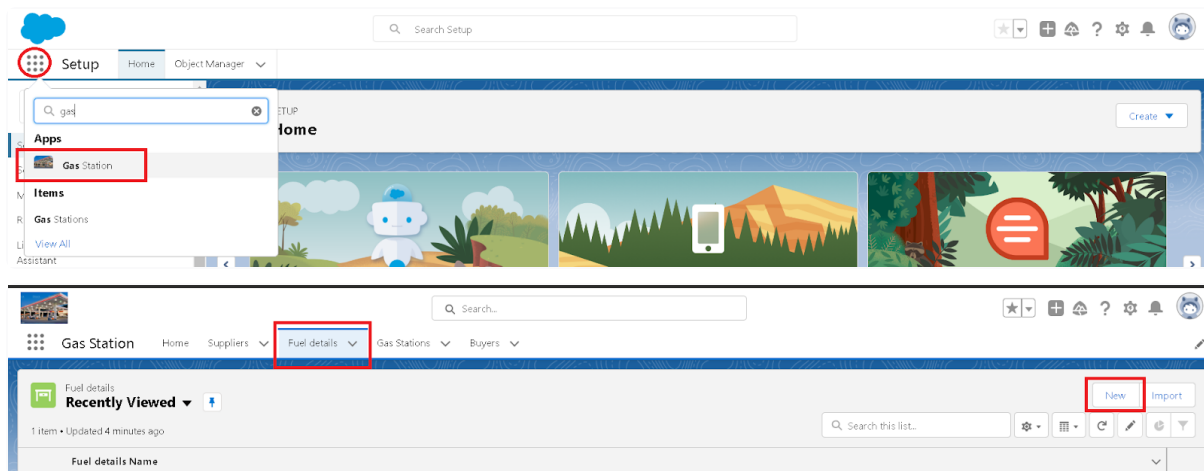 Search Setup
Setup Home Object Manager
gas
SETUP
Home
Create
Apps
Gas Station
Items
Gas Stations
View All
Assistant
Search...
Gas Station Home Suppliers Fuel details Gas Stations Buyers
Fuel details
Recently Viewed
New Import
1 item • Updated 4 minutes ago
Search this list...
Fuel details Name